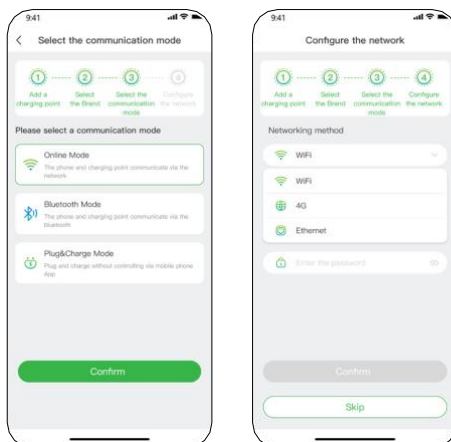 9:41
Select the communication mode
1
2
3
4
Add a
charging point
Select
the Brand
Select the
communication
mode
Configure
the network
Please select a communication mode
Online Mode
The phone and charging point communicate via the
network
Bluetooth Mode
The phone and charging point communicate via the
bluetooth
Plug&Charge Mode
Plug and charge without controlling via mobile phone
App
Confirm
9:41
Configure the network
1
2
3
4
Add a
charging point
Select
the Brand
Select the
communication
mode
Configure
the network
Networking method
WiFi
WiFi
4G
Ethernet
Enter the password
Confirm
Skip